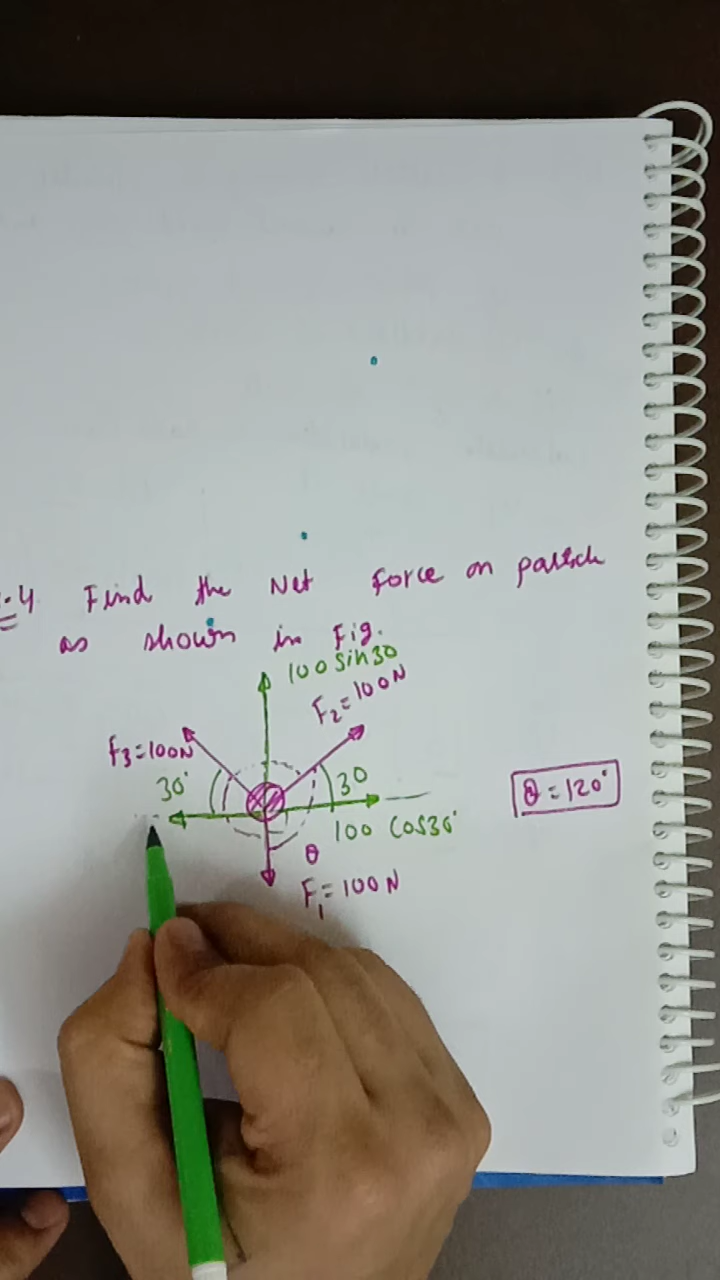 .4 Find the Net Force on particle
as shown in Fig.
100 sin30
F₂=100N
F₃=100N
30°
30
θ = 120°
100 cos30°
θ
F₁=100N